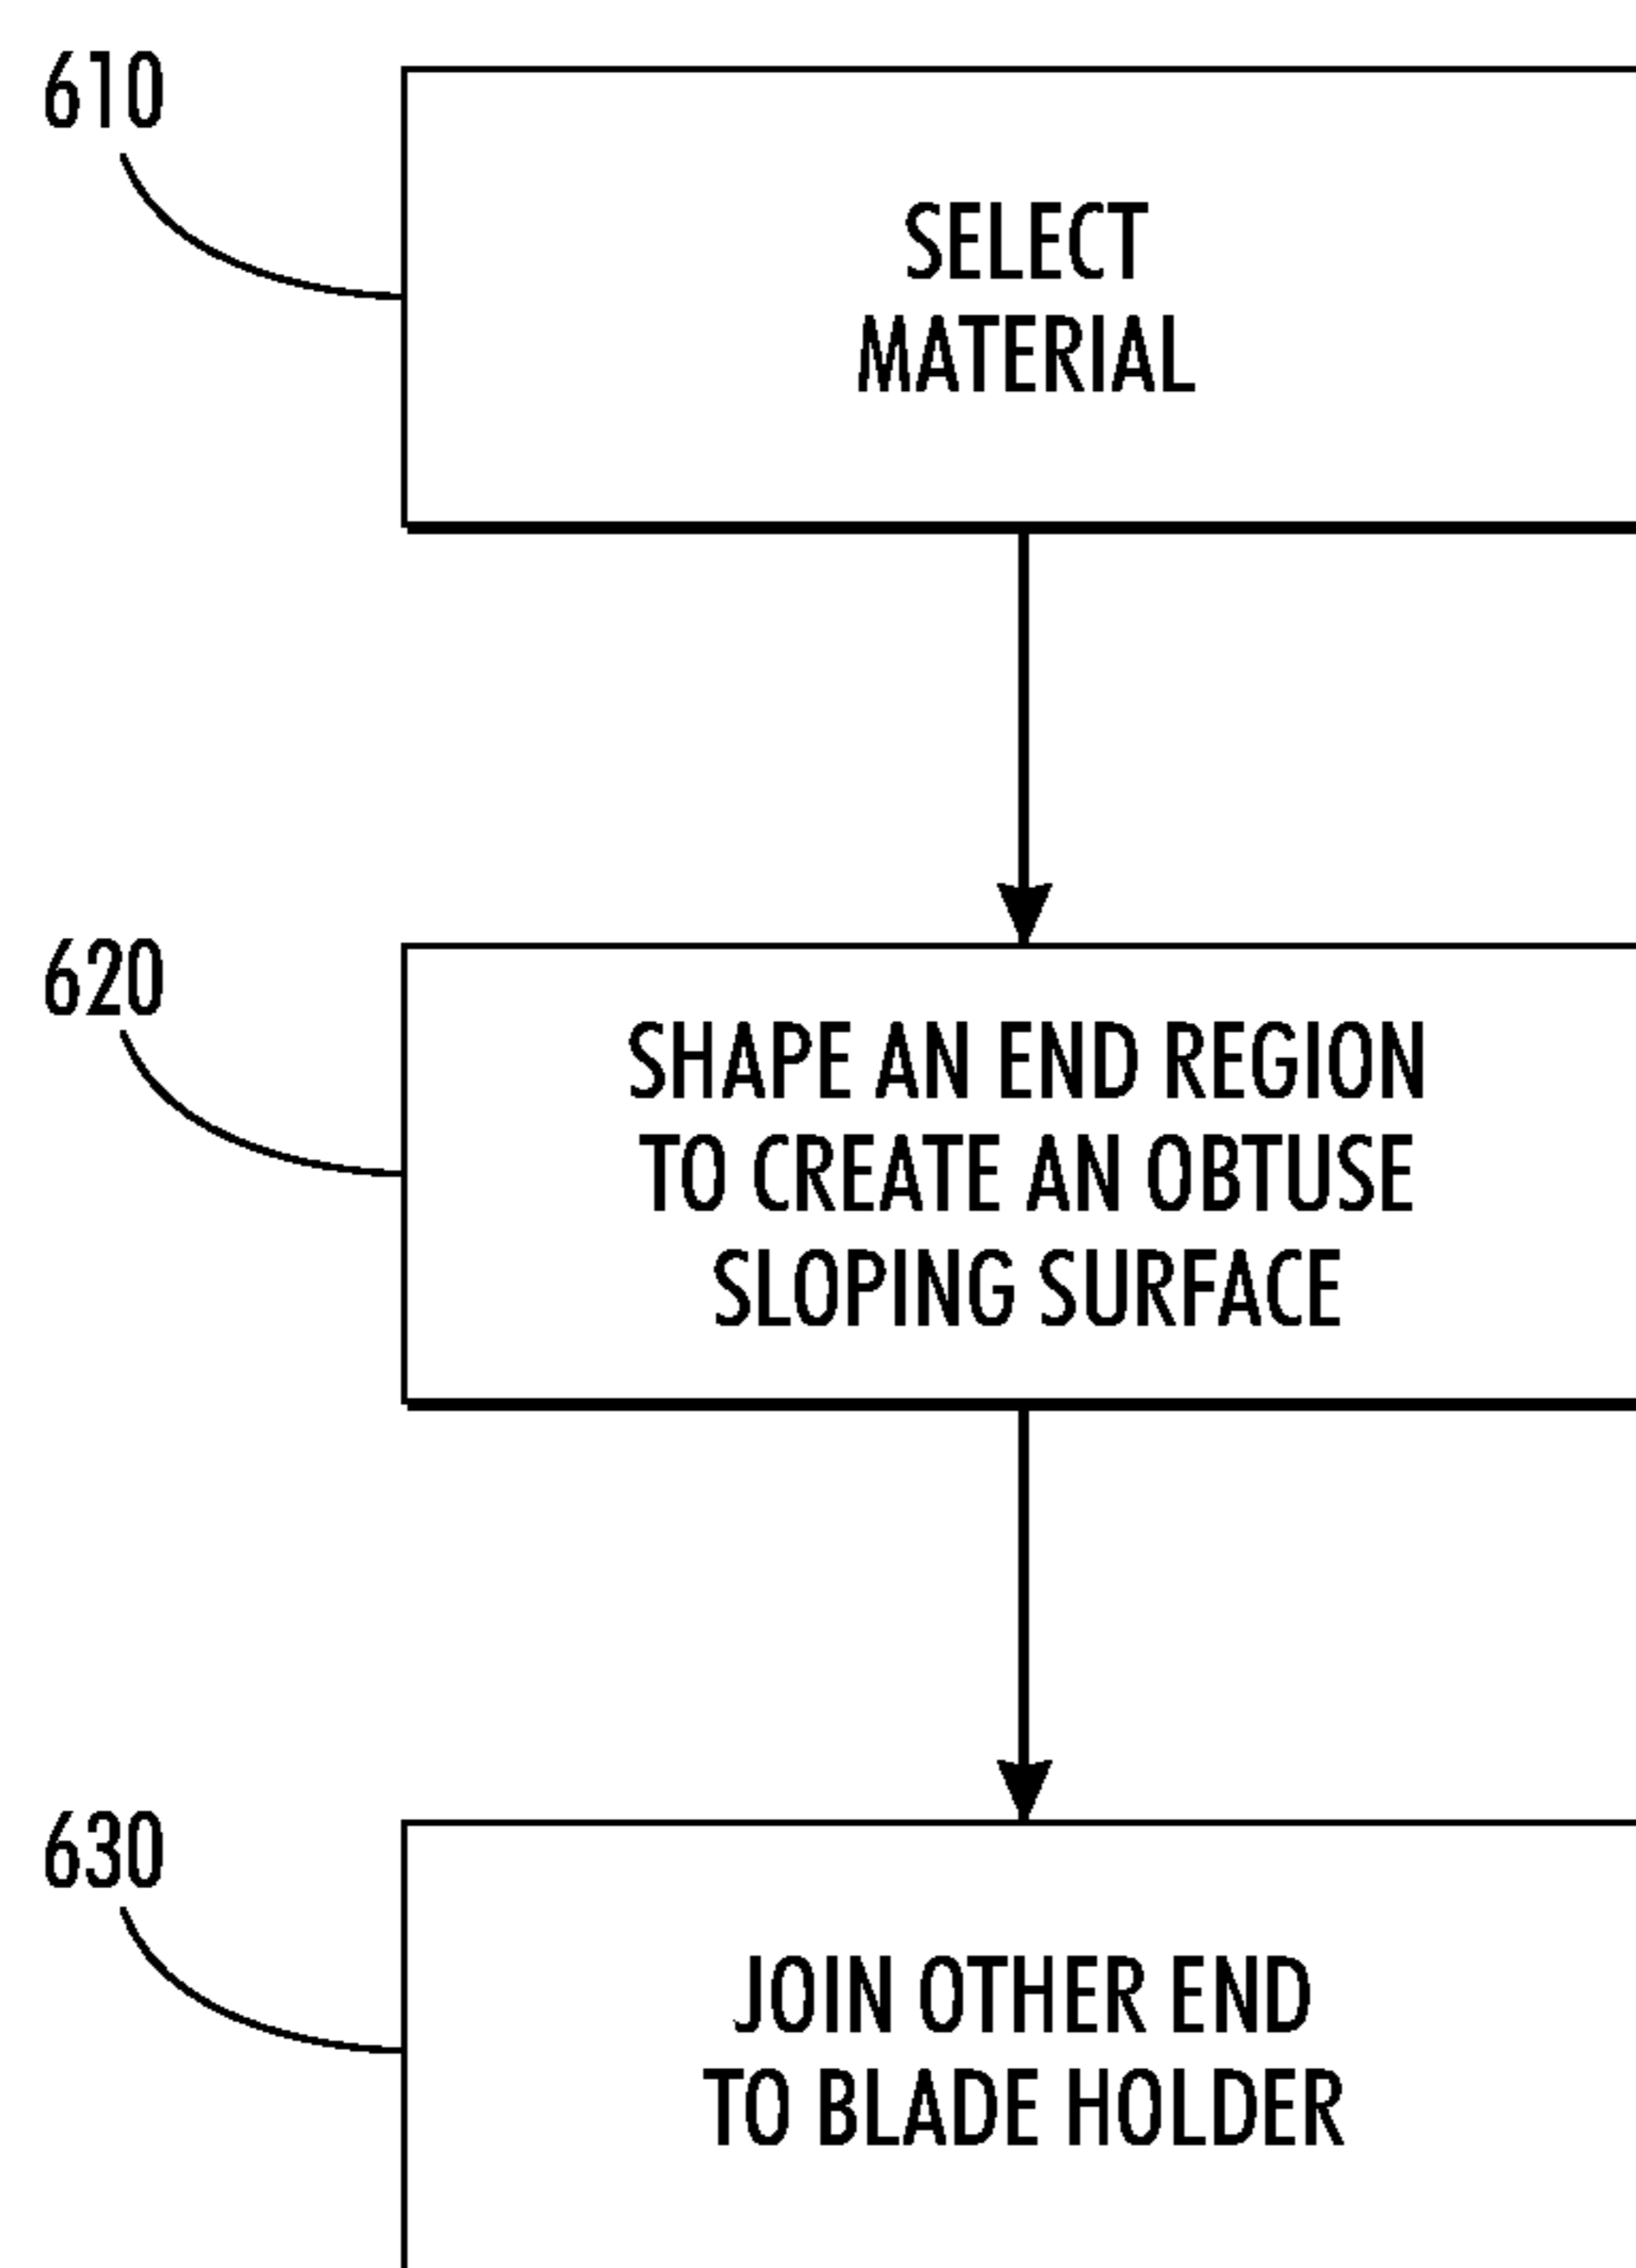 610
SELECT
MATERIAL
620
SHAPE AN END REGION
TO CREATE AN OBTUSE
SLOPING SURFACE
630
JOIN OTHER END
TO BLADE HOLDER